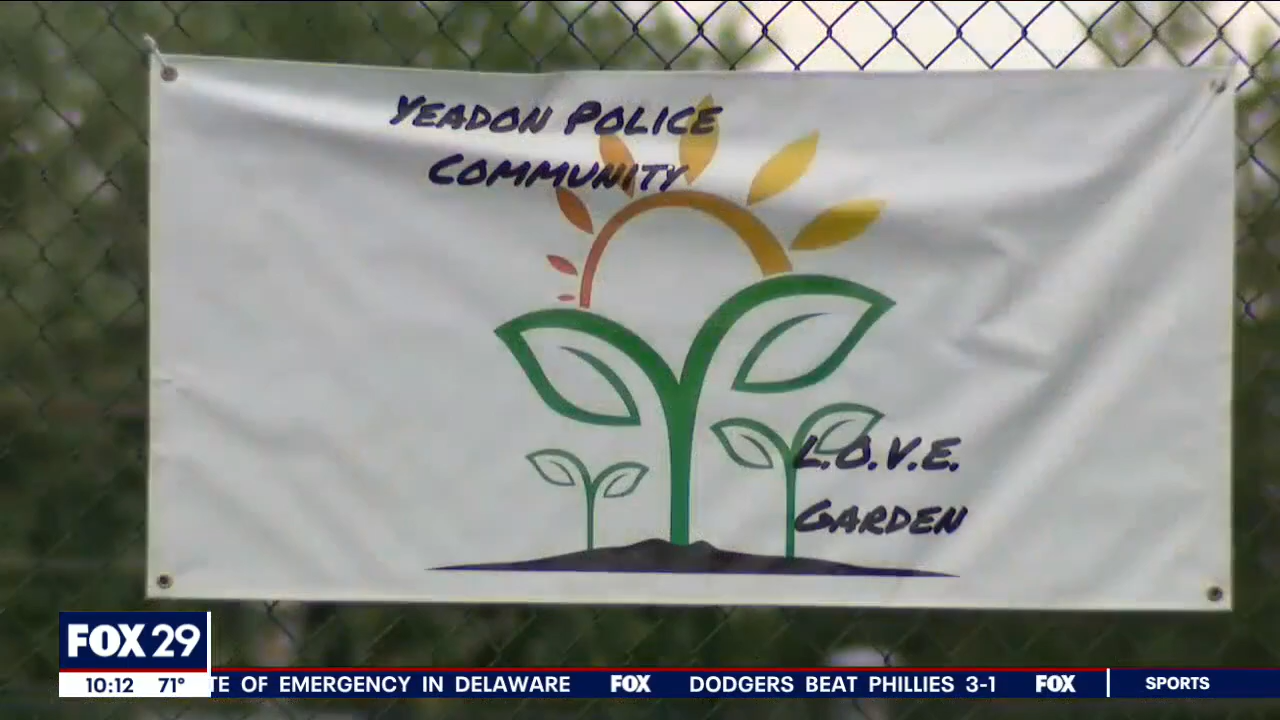 YEADON POLICE
COMMUNITY
L.O.V.E.
GARDEN
FOX 29
10:12 71°
TE OF EMERGENCY IN DELAWARE FOX DODGERS BEAT PHILLIES 3-1 FOX SPORTS